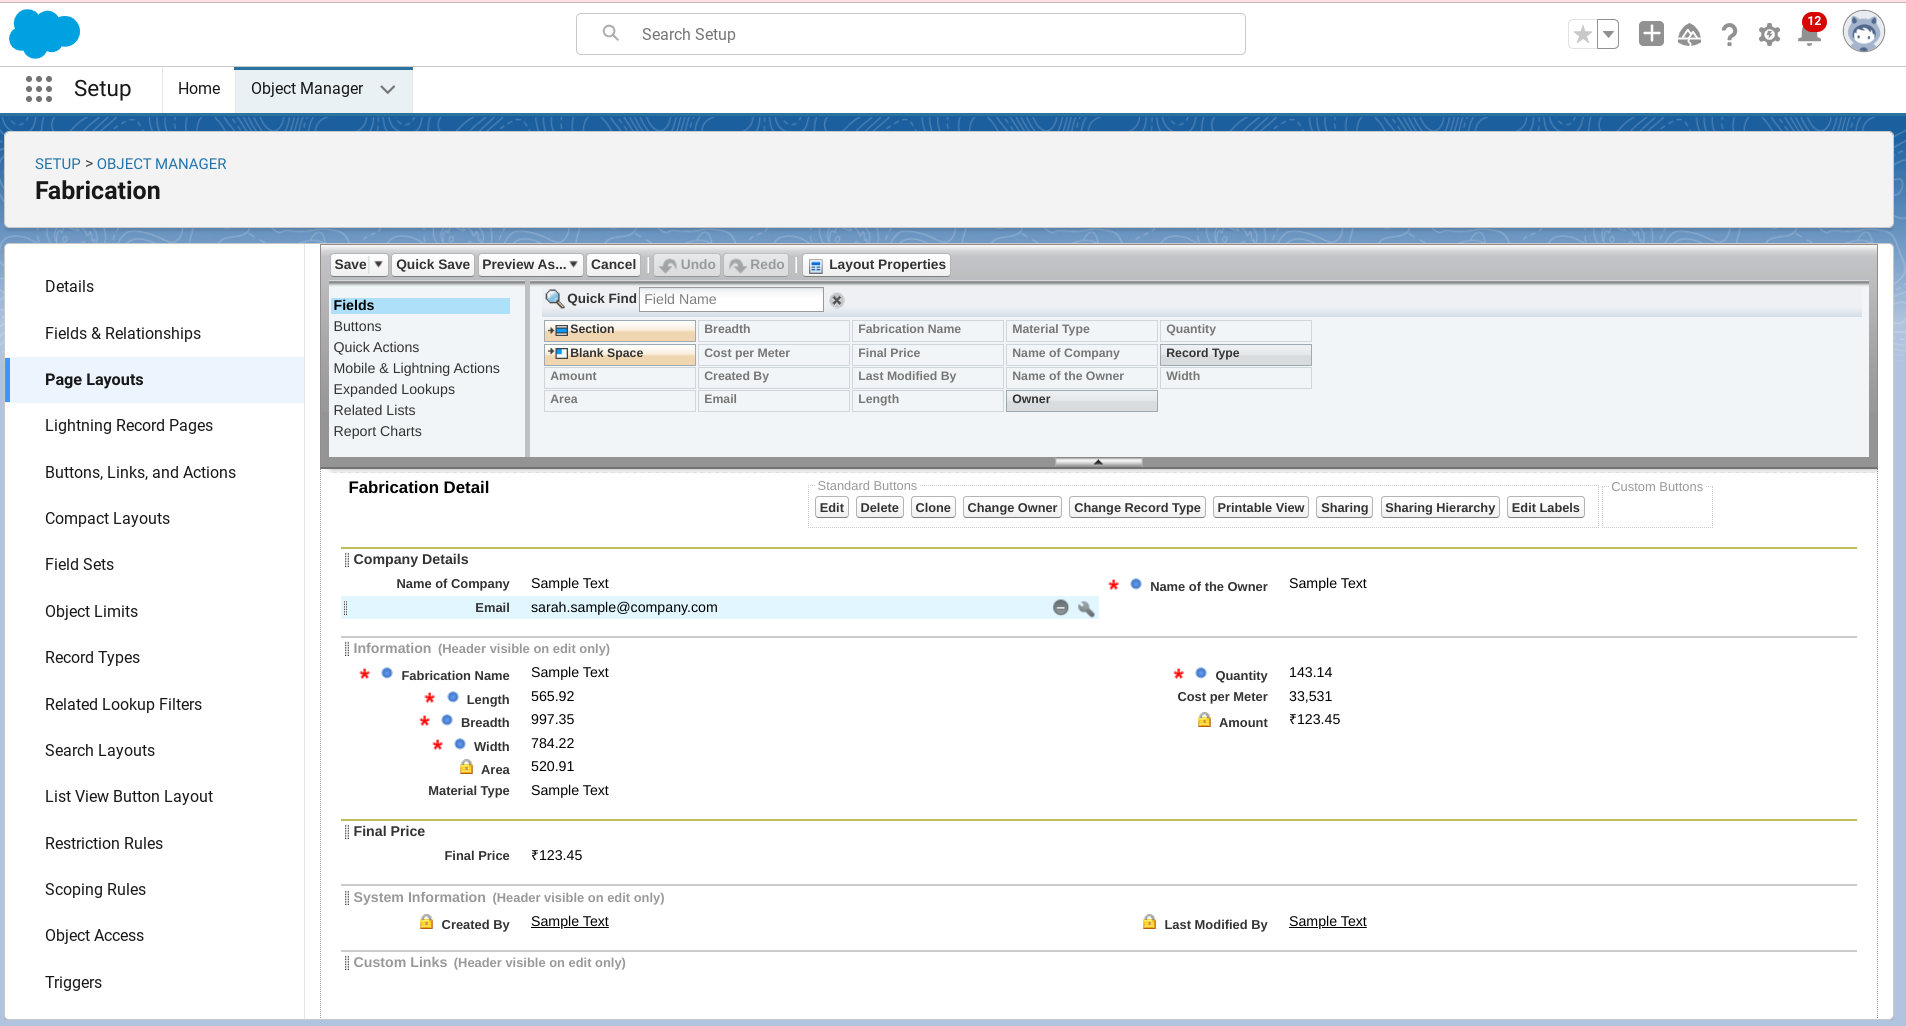 Search Setup
12
Setup
Home
Object Manager
SETUP > OBJECT MANAGER
Fabrication
Details
Fields & Relationships
Page Layouts
Lightning Record Pages
Buttons, Links, and Actions
Compact Layouts
Field Sets
Object Limits
Record Types
Related Lookup Filters
Search Layouts
List View Button Layout
Restriction Rules
Scoping Rules
Object Access
Triggers
Save Quick Save Preview As... Cancel Undo Redo Layout Properties
Fields
Buttons
Quick Actions
Mobile & Lightning Actions
Expanded Lookups
Related Lists
Report Charts
Quick Find Field Name
Section Breadth Fabrication Name Material Type Quantity
Blank Space Cost per Meter Final Price Name of Company Record Type
Amount Created By Last Modified By Name of the Owner Width
Area Email Length Owner
Fabrication Detail
Standard Buttons
Edit Delete Clone Change Owner Change Record Type Printable View Sharing Sharing Hierarchy Edit Labels
Custom Buttons
Company Details
Name of Company Sample Text
* Name of the Owner Sample Text
Email sarah.sample@company.com
Information (Header visible on edit only)
* Fabrication Name Sample Text
* Quantity 143.14
* Length 565.92
Cost per Meter 33,531
* Breadth 997.35
Amount ₹123.45
* Width 784.22
Area 520.91
Material Type Sample Text
Final Price
Final Price ₹123.45
System Information (Header visible on edit only)
Created By Sample Text
Last Modified By Sample Text
Custom Links (Header visible on edit only)